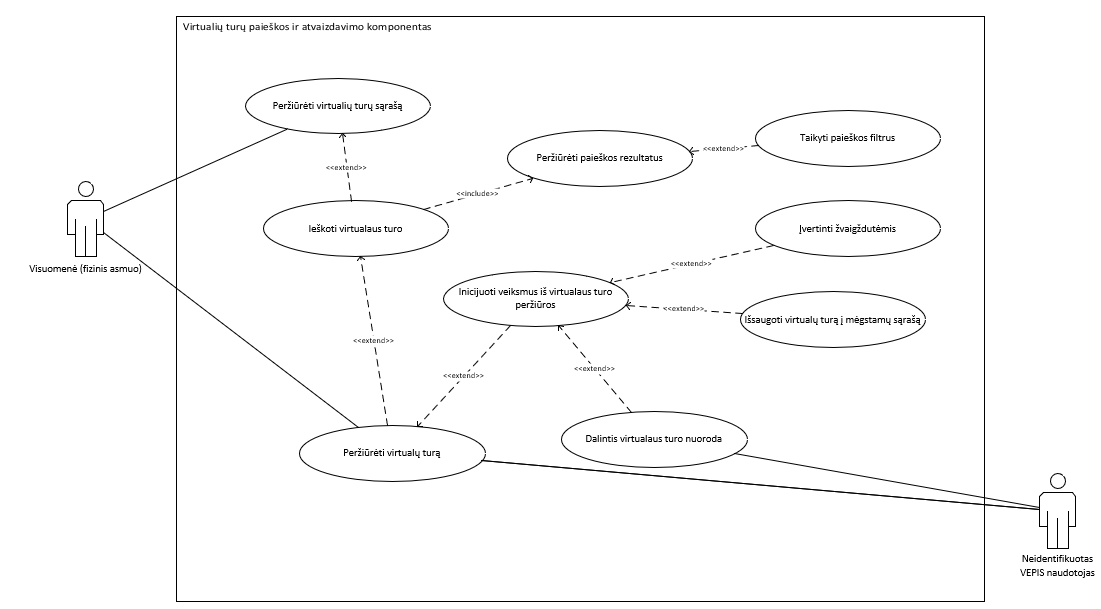 Virtualių turų paieškos ir atvaizdavimo komponentas
Peržiūrėti virtualių turų sąrašą
Taikyti paieškos filtrus
<<extend>>
Peržiūrėti paieškos rezultatus
<<extend>>
<<include>>
Ieškoti virtualaus turo
Įvertinti žvaigždutėmis
Visuomenė (fizinis asmuo)
<<extend>>
Inicijuoti veiksmus iš virtualaus turo
peržiūros
<<extend>>
Išsaugoti virtualų turą į mėgstamų sąrašą
<<extend>>
<<extend>>
<<extend>>
Peržiūrėti virtualų turą
Dalintis virtualaus turo nuoroda
Neidentifikuotas
VEPIS naudotojas